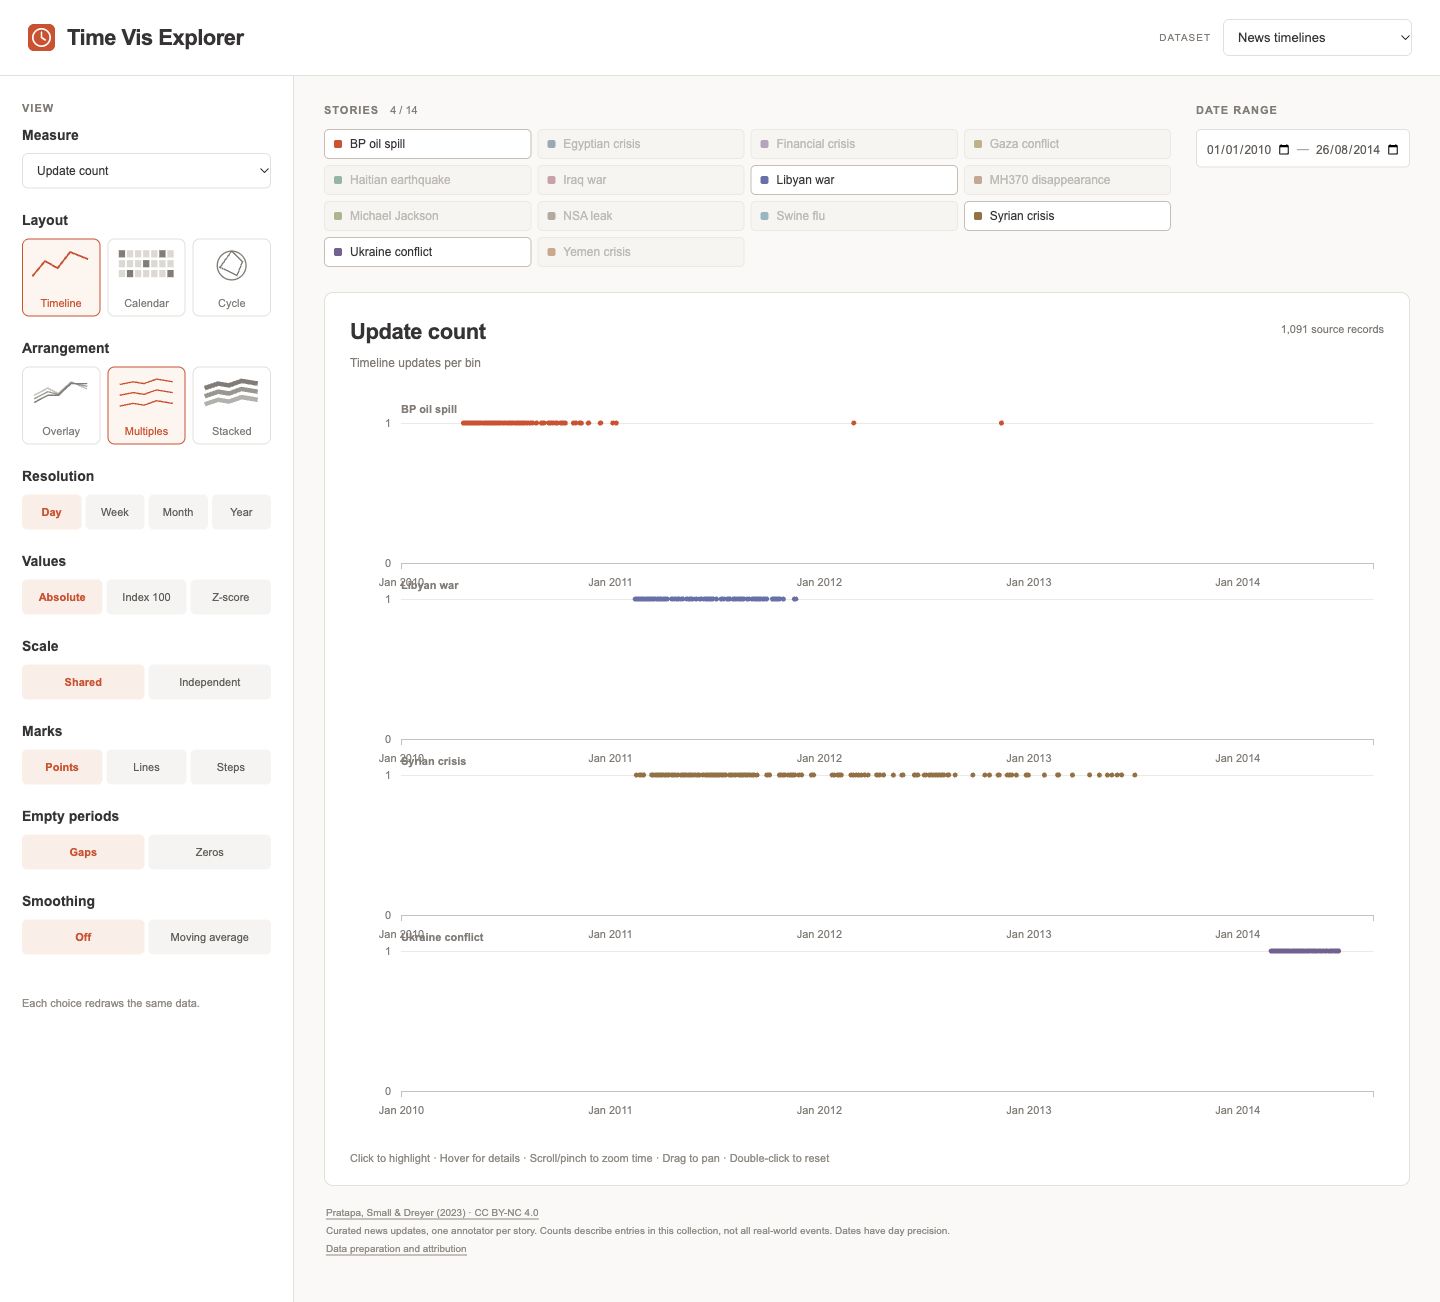 Time Vis Explorer
DATASET
News timelines
VIEW
Measure
Update count
Layout
Timeline
Calendar
Cycle
Arrangement
Overlay
Multiples
Stacked
Resolution
Day
Week
Month
Year
Values
Absolute
Index 100
Z-score
Scale
Shared
Independent
Marks
Points
Lines
Steps
Empty periods
Gaps
Zeros
Smoothing
Off
Moving average
Each choice redraws the same data.
STORIES 4 / 14
BP oil spill
Egyptian crisis
Financial crisis
Gaza conflict
Haitian earthquake
Iraq war
Libyan war
MH370 disappearance
Michael Jackson
NSA leak
Swine flu
Syrian crisis
Ukraine conflict
Yemen crisis
DATE RANGE
01/01/2010 — 26/08/2014
Update count
1,091 source records
Timeline updates per bin
BP oil spill
1
0
Jan 2010 Jan 2011 Jan 2012 Jan 2013 Jan 2014
Libyan war
1
0
Jan 2010 Jan 2011 Jan 2012 Jan 2013 Jan 2014
Syrian crisis
1
0
Jan 2010 Jan 2011 Jan 2012 Jan 2013 Jan 2014
Ukraine conflict
1
0
Jan 2010 Jan 2011 Jan 2012 Jan 2013 Jan 2014
Click to highlight · Hover for details · Scroll/pinch to zoom time · Drag to pan · Double-click to reset
Pratapa, Small & Dreyer (2023) · CC BY-NC 4.0
Curated news updates, one annotator per story. Counts describe entries in this collection, not all real-world events. Dates have day precision.
Data preparation and attribution